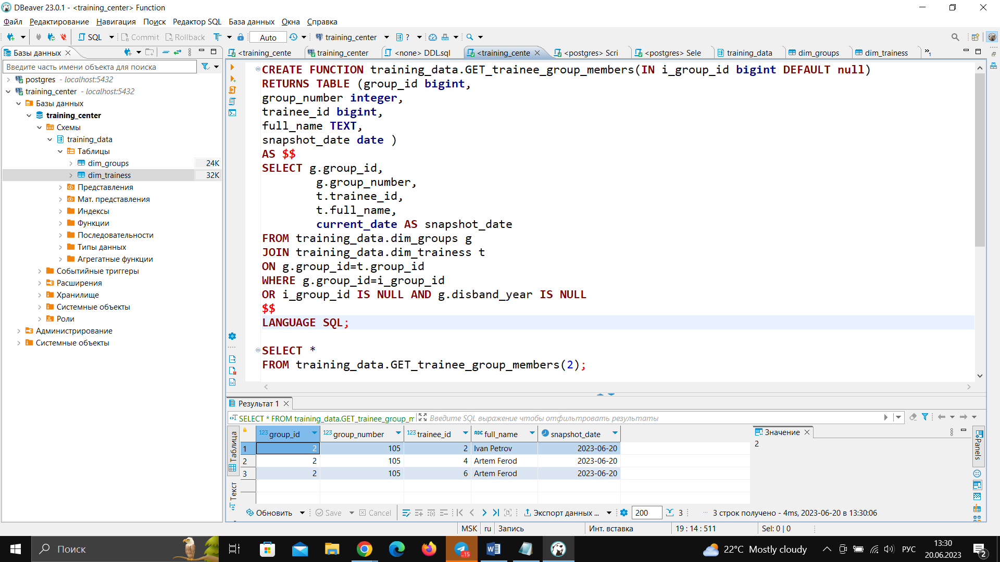 DBeaver 23.0.1 - <training_center> Function
Файл Редактирование Навигация Поиск Редактор SQL База данных Окна Справка
SQL Commit Rollback Auto training_center ?
Базы данных
<training_cente training_center <none> DDL.sql <training_cente <postgres> Scri <postgres> Sele training_data dim_groups dim_trainess »1
Введите часть имени объекта для поиска
postgres - localhost:5432
training_center - localhost:5432
Базы данных
training_center
Схемы
training_data
Таблицы
dim_groups 24K
dim_trainess 32K
Представления
Мат. представления
Индексы
Функции
Последовательности
Типы данных
Агрегатные функции
Событийные триггеры
Расширения
Хранилище
Системные объекты
Роли
Администрирование
Системные объекты
CREATE FUNCTION training_data.GET_trainee_group_members(IN i_group_id bigint DEFAULT null)
RETURNS TABLE (group_id bigint,
group_number integer,
trainee_id bigint,
full_name TEXT,
snapshot_date date )
AS $$
SELECT g.group_id,
g.group_number,
t.trainee_id,
t.full_name,
current_date AS snapshot_date
FROM training_data.dim_groups g
JOIN training_data.dim_trainess t
ON g.group_id=t.group_id
WHERE g.group_id=i_group_id
OR i_group_id IS NULL AND g.disband_year IS NULL
$$
LANGUAGE SQL;
SELECT *
FROM training_data.GET_trainee_group_members(2);
Результат 1
SELECT * FROM training_data.GET_trainee_group_m Введите SQL выражение чтобы отфильтровать результаты
Таблица
Текст
123 group_id 123 group_number 123 trainee_id ABC full_name snapshot_date
1 2 105 2 Ivan Petrov 2023-06-20
2 2 105 4 Artem Ferod 2023-06-20
3 2 105 6 Artem Ferod 2023-06-20
Значение
2
Panels
Обновить Save Cancel Экспорт данных ... 200 3 3 строк получено - 4ms, 2023-06-20 в 13:30:06
MSK ru Запись Инт. вставка 19 : 14 : 511 Sel: 0 | 0
Поиск ..15 22°C Mostly cloudy РУС 13:30
20.06.2023 2